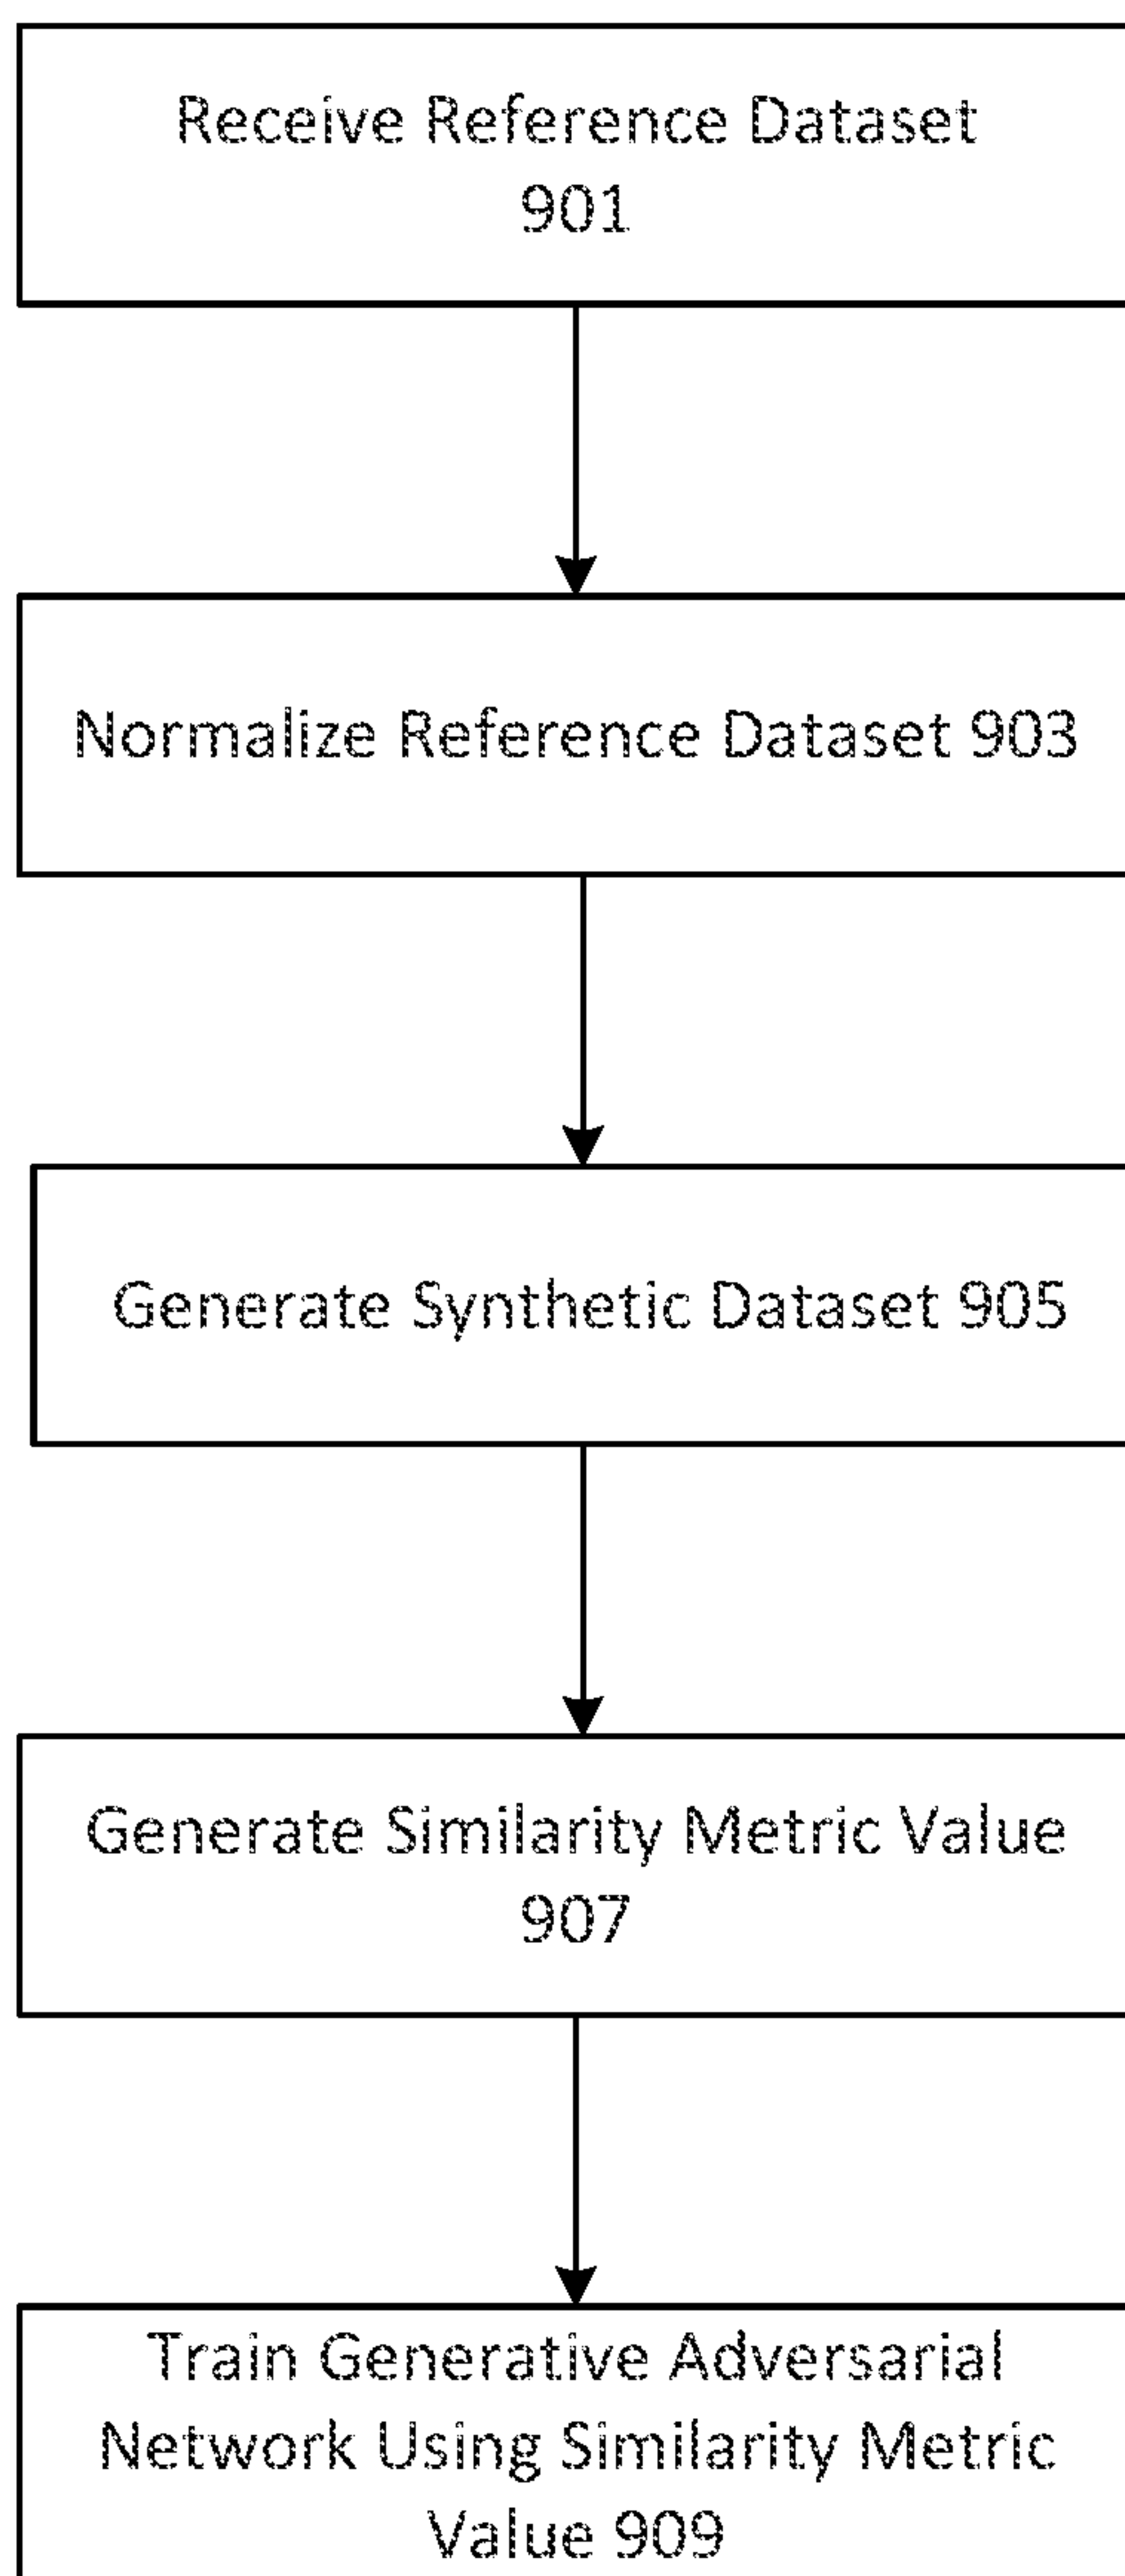 Receive Reference Dataset
901
Normalize Reference Dataset 903
Generate Synthetic Dataset 905
Generate Similarity Metric Value
907
Train Generative Adversarial
Network Using Similarity Metric
Value 909